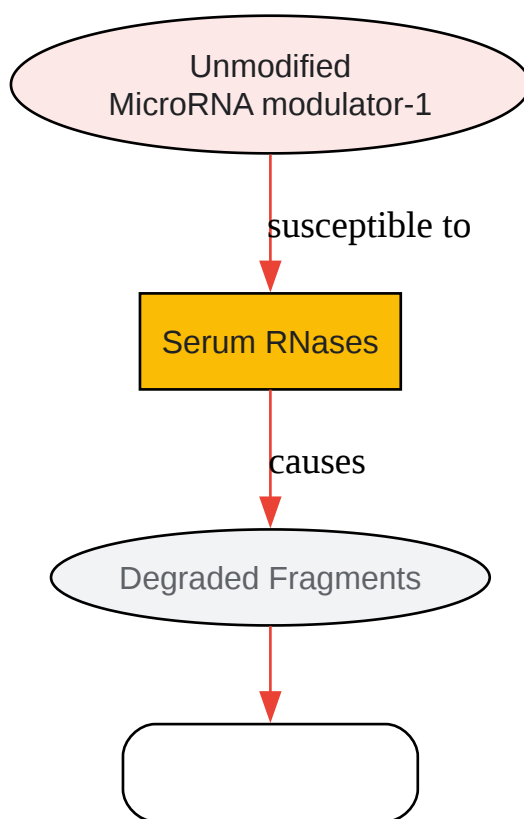 Unmodified
MicroRNA modulator-1
susceptible to
Serum RNases
causes
Degraded Fragments